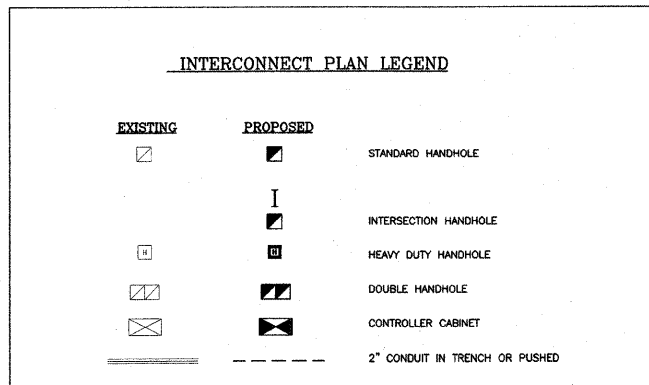 INTERCONNECT PLAN LEGEND
EXISTING PROPOSED
STANDARD HANDHOLE
I
INTERSECTION HANDHOLE
H H HEAVY DUTY HANDHOLE
DOUBLE HANDHOLE
CONTROLLER CABINET
2" CONDUIT IN TRENCH OR PUSHED